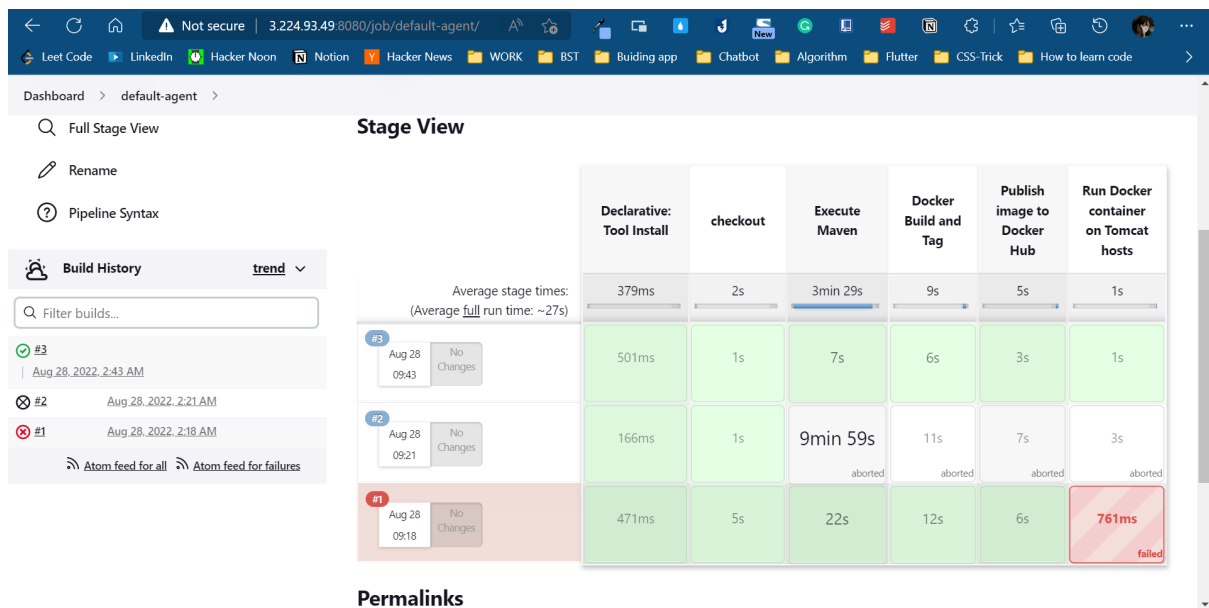 Not secure | 3.224.93.49:8080/job/default-agent/
New
Leet Code LinkedIn Hacker Noon Notion Hacker News WORK BST Buiding app Chatbot Algorithm Flutter CSS-Trick How to learn code
Dashboard > default-agent >
Full Stage View
Rename
Pipeline Syntax
Build History trend
Filter builds...
#3
Aug 28, 2022, 2:43 AM
#2 Aug 28, 2022, 2:21 AM
#1 Aug 28, 2022, 2:18 AM
Atom feed for all Atom feed for failures
Stage View
Declarative: Tool Install
checkout
Execute Maven
Docker Build and Tag
Publish image to Docker Hub
Run Docker container on Tomcat hosts
Average stage times:
(Average full run time: ~27s)
379ms 2s 3min 29s 9s 5s 1s
#3
Aug 28
09:43
No Changes
501ms 1s 7s 6s 3s 1s
#2
Aug 28
09:21
No Changes
166ms 1s 9min 59s 11s 7s 3s
aborted aborted aborted aborted
#1
Aug 28
09:18
No Changes
471ms 5s 22s 12s 6s 761ms
failed
Permalinks